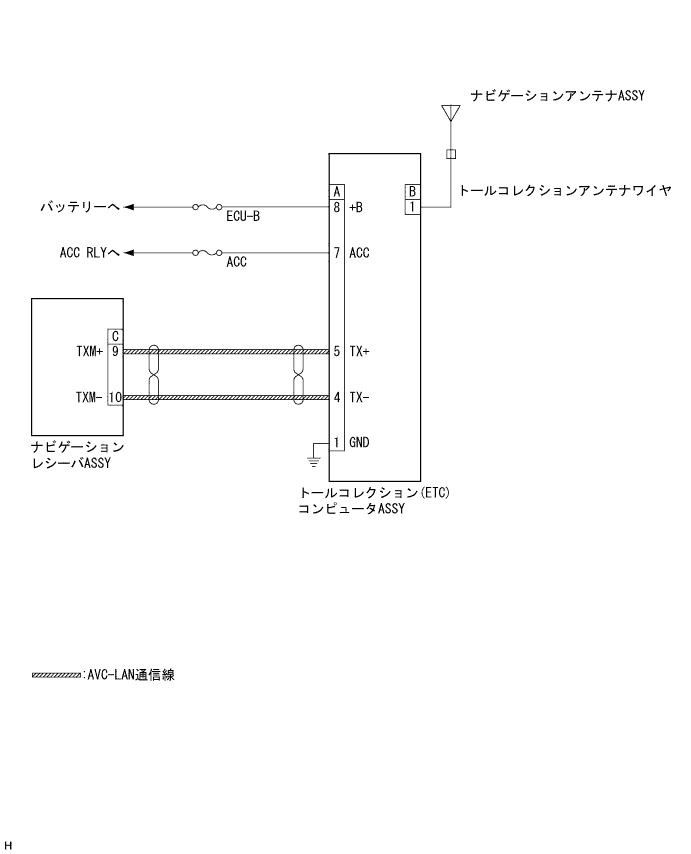 ナビゲーションアンテナASSY
トールコレクションアンテナワイヤ
A
B
バッテリーへ
ECU-B
8
+B
1
ACC RLYへ
ACC
7
ACC
C
TXM+
9
5
TX+
TXM-
10
4
TX-
1
GND
ナビゲーション
レシーバASSY
トールコレクション(ETC)
コンピュータASSY
:AVC-LAN通信線
H